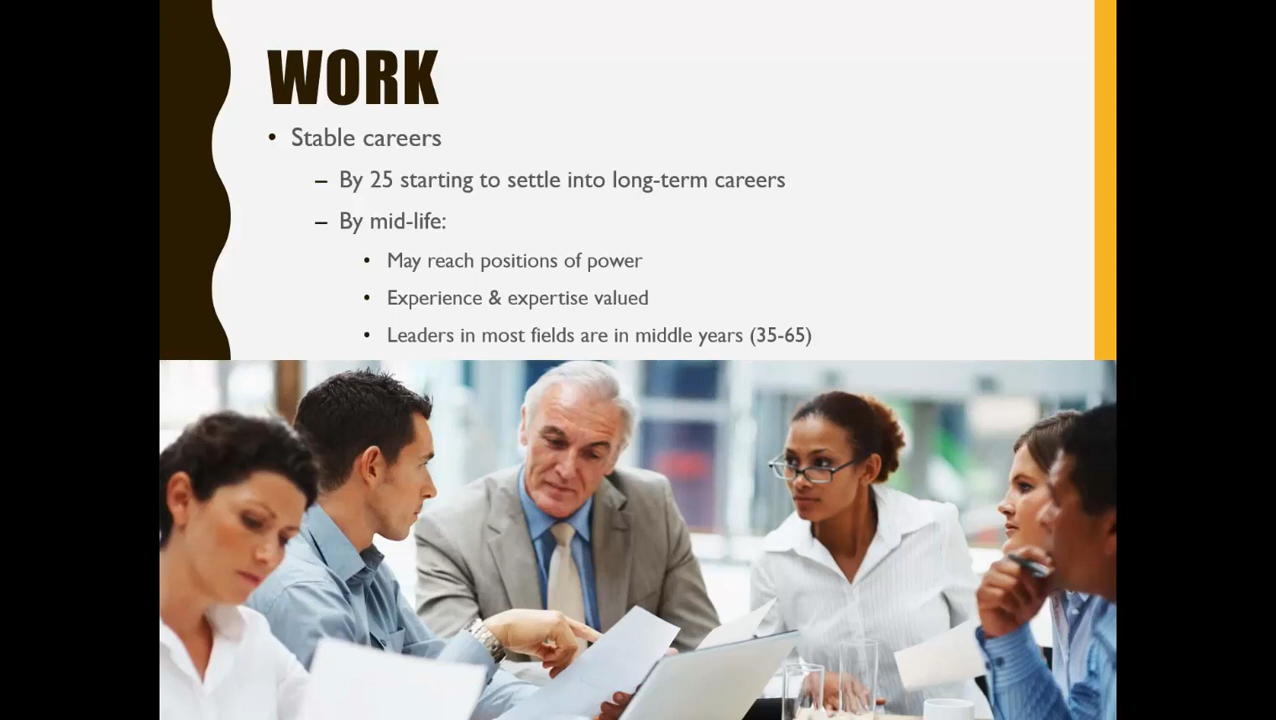 WORK
• Stable careers
– By 25 starting to settle into long-term careers
– By mid-life:
• May reach positions of power
• Experience & expertise valued
• Leaders in most fields are in middle years (35-65)